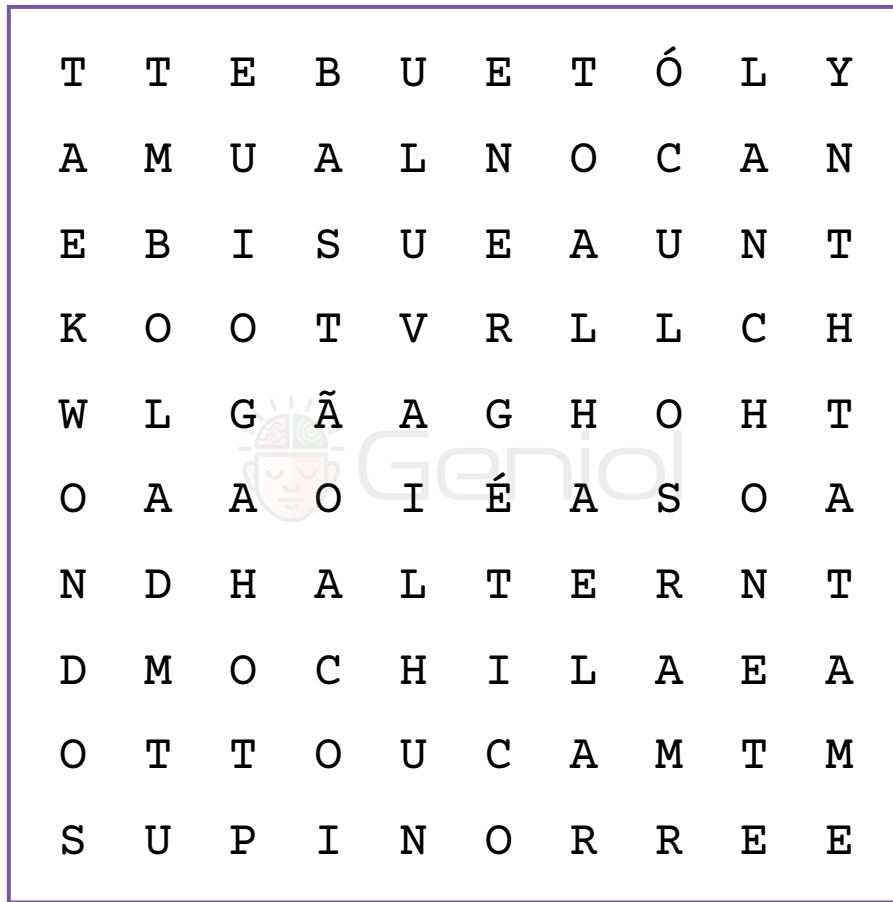 T T E B U E T Ó L Y
A M U A L N O C A N
E B I S U E A U N T
K O O T V R L L C H
W L G Ã A G H O H T
O A A O I É A S O A
N D H A L T E R N T
D M O C H I L A E A
O T T O U C A M T M
S U P I N O R R E E
Geniol